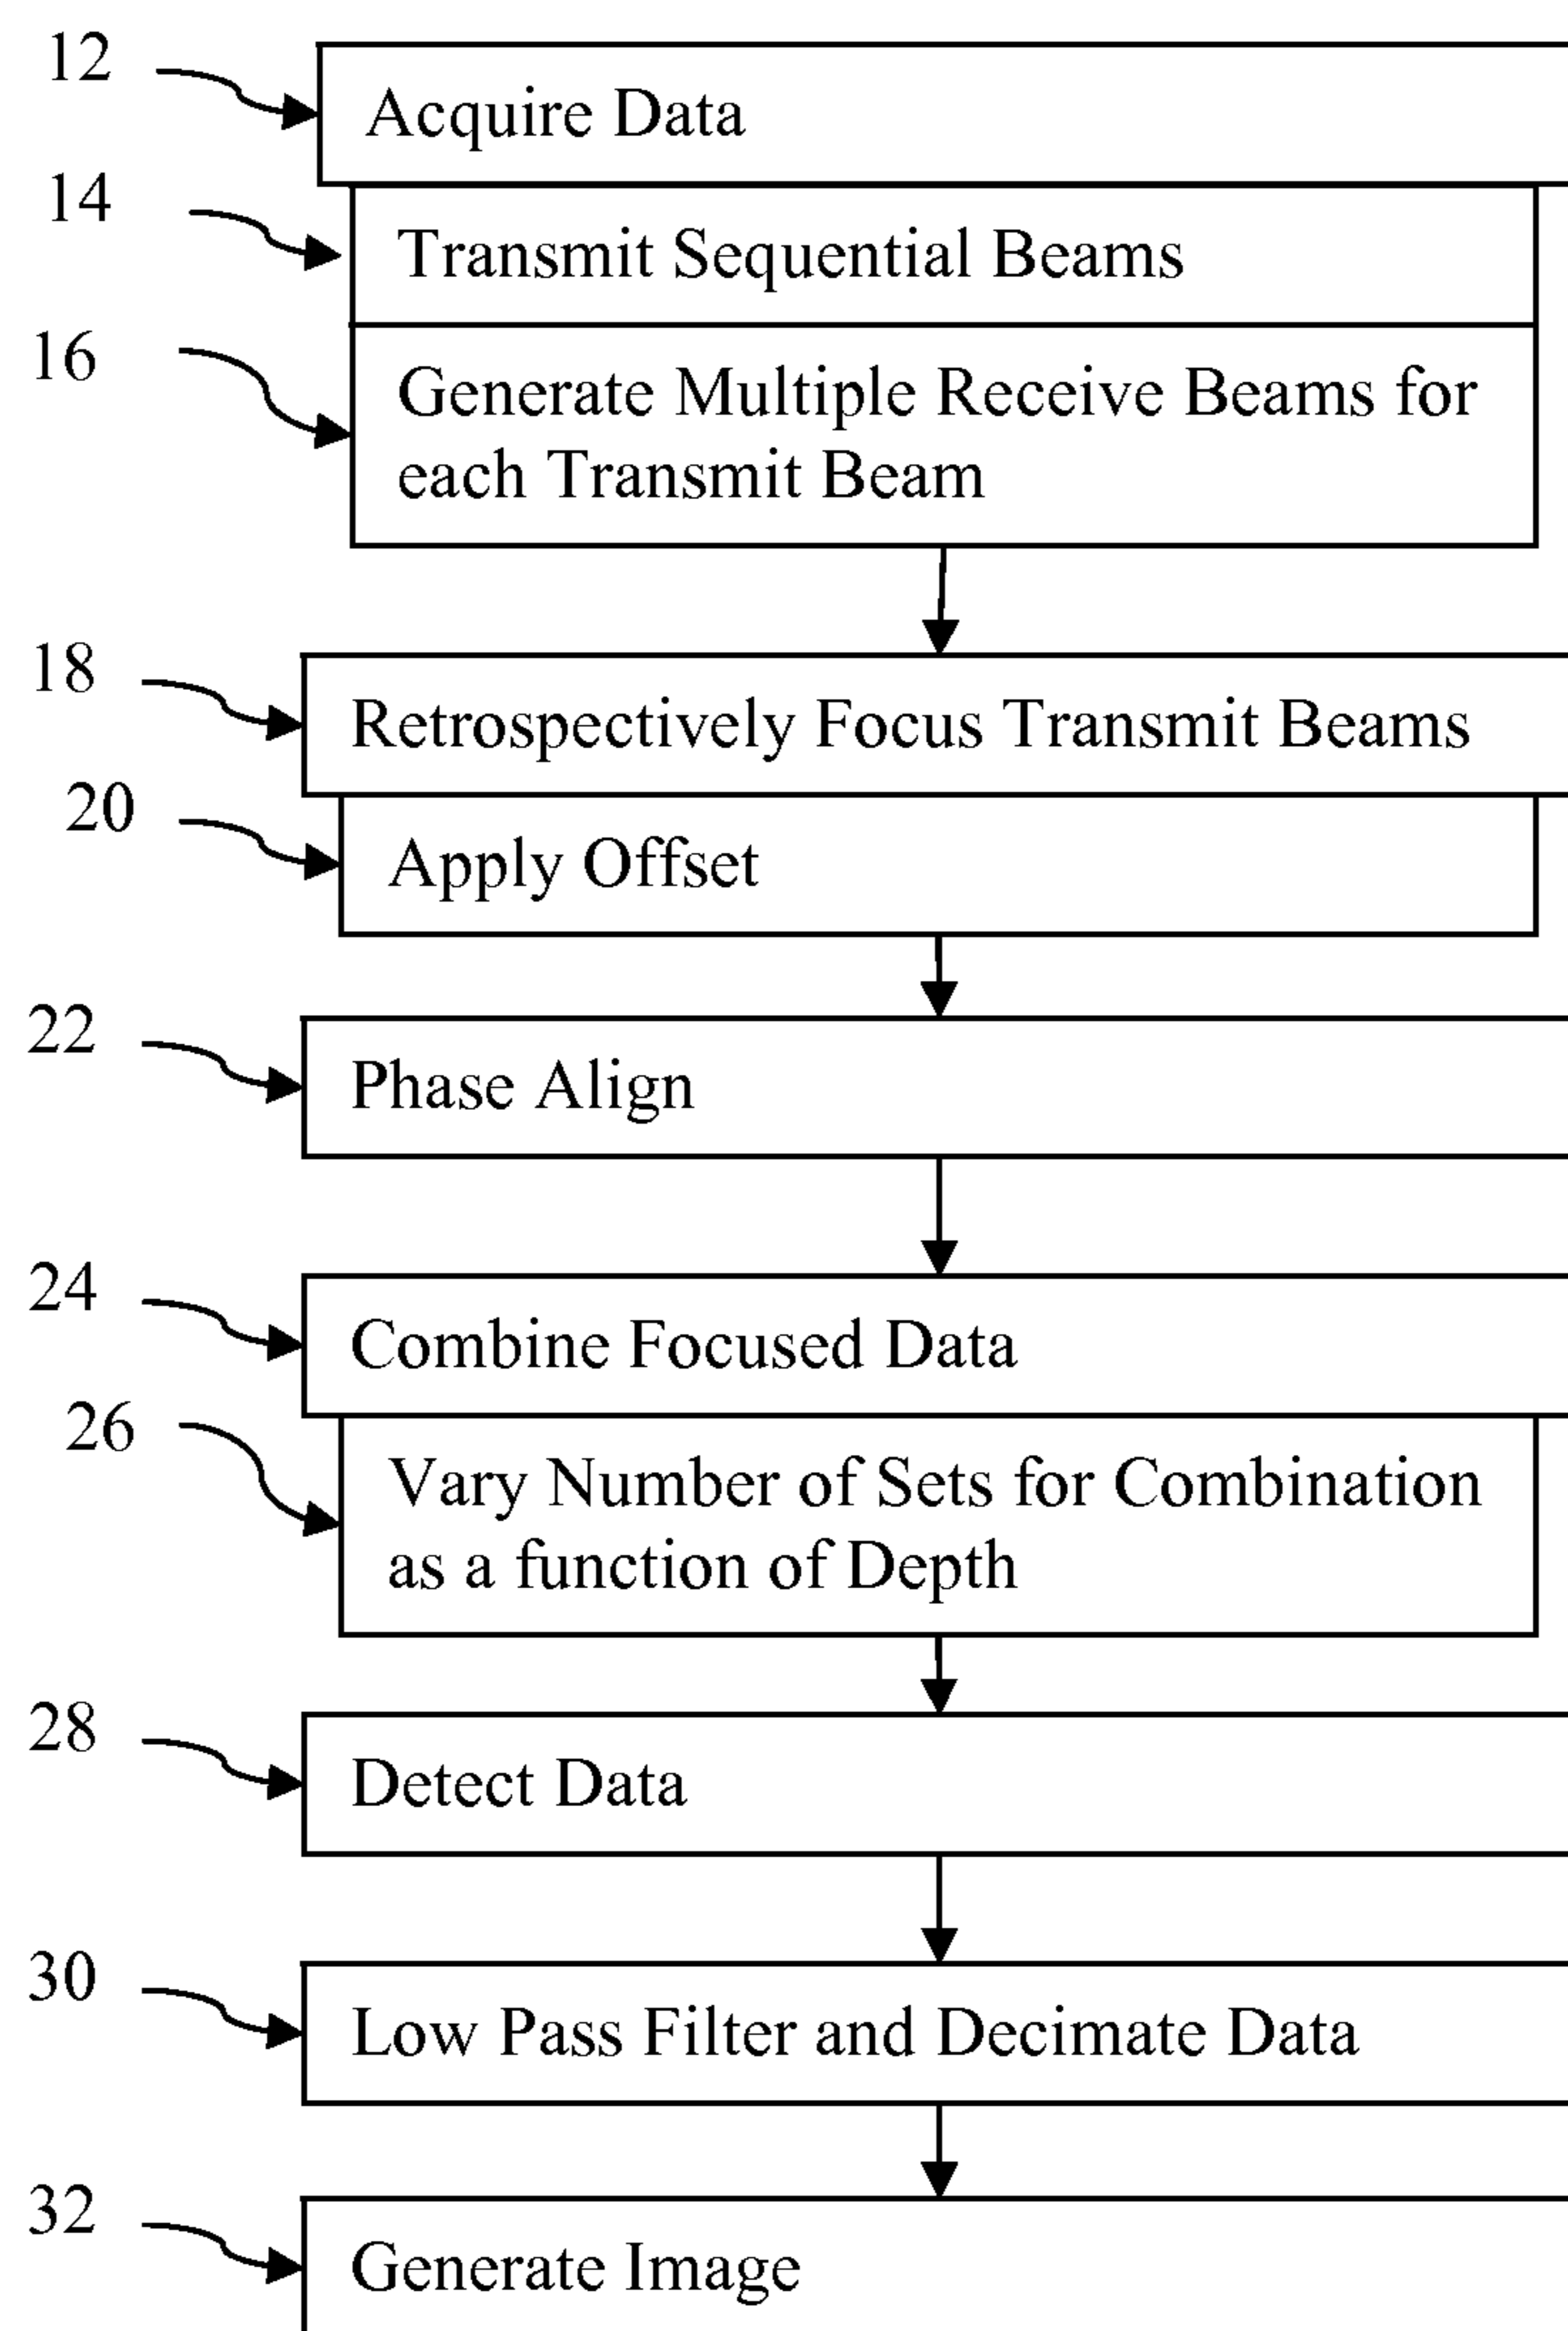 12
Acquire Data
14
Transmit Sequential Beams
16
Generate Multiple Receive Beams for
each Transmit Beam
18
Retrospectively Focus Transmit Beams
20
Apply Offset
22
Phase Align
24
Combine Focused Data
26
Vary Number of Sets for Combination
as a function of Depth
28
Detect Data
30
Low Pass Filter and Decimate Data
32
Generate Image